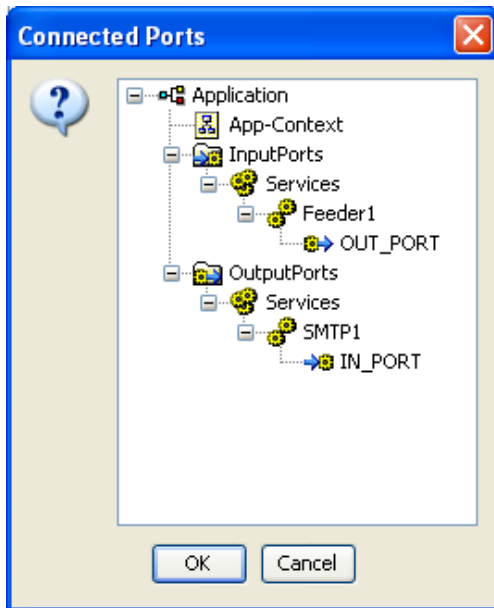 Connected Ports
Application
App-Context
InputPorts
Services
Feeder1
OUT_PORT
OutputPorts
Services
SMTP1
IN_PORT
OK Cancel